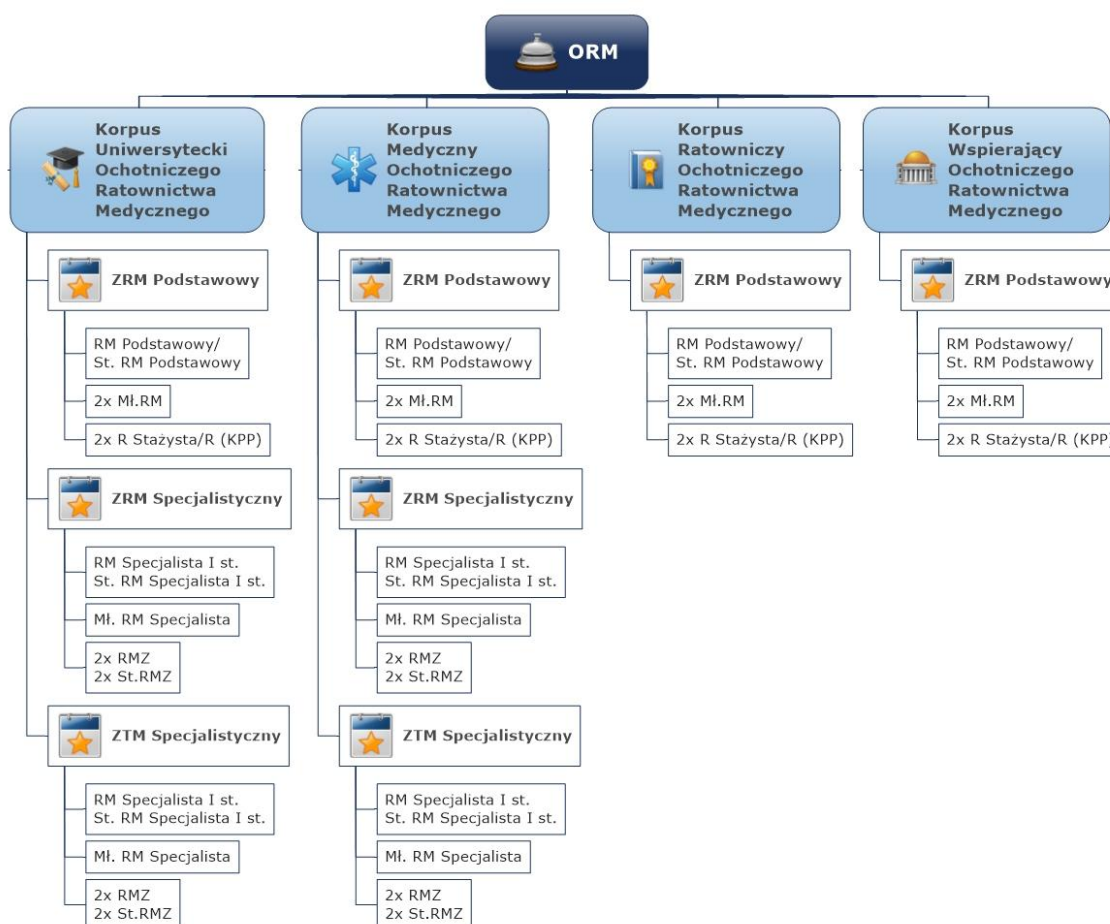 ORM
Korpus
Uniwersytecki
Ochotniczego
Ratownictwa
Medycznego
ZRM Podstawowy
RM Podstawowy/
St. RM Podstawowy
2x Mł.RM
2x R Stażysta/R (KPP)
ZRM Specjalistyczny
RM Specjalista I st.
St. RM Specjalista I st.
Mł. RM Specjalista
2x RMZ
2x St.RMZ
ZTM Specjalistyczny
RM Specjalista I st.
St. RM Specjalista I st.
Mł. RM Specjalista
2x RMZ
2x St.RMZ
Korpus
Medyczny
Ochotniczego
Ratownictwa
Medycznego
ZRM Podstawowy
RM Podstawowy/
St. RM Podstawowy
2x Mł.RM
2x R Stażysta/R (KPP)
ZRM Specjalistyczny
RM Specjalista I st.
St. RM Specjalista I st.
Mł. RM Specjalista
2x RMZ
2x St.RMZ
ZTM Specjalistyczny
RM Specjalista I st.
St. RM Specjalista I st.
Mł. RM Specjalista
2x RMZ
2x St.RMZ
Korpus
Ratowniczy
Ochotniczego
Ratownictwa
Medycznego
ZRM Podstawowy
RM Podstawowy/
St. RM Podstawowy
2x Mł.RM
2x R Stażysta/R (KPP)
Korpus
Wspierający
Ochotniczego
Ratownictwa
Medycznego
ZRM Podstawowy
RM Podstawowy/
St. RM Podstawowy
2x Mł.RM
2x R Stażysta/R (KPP)